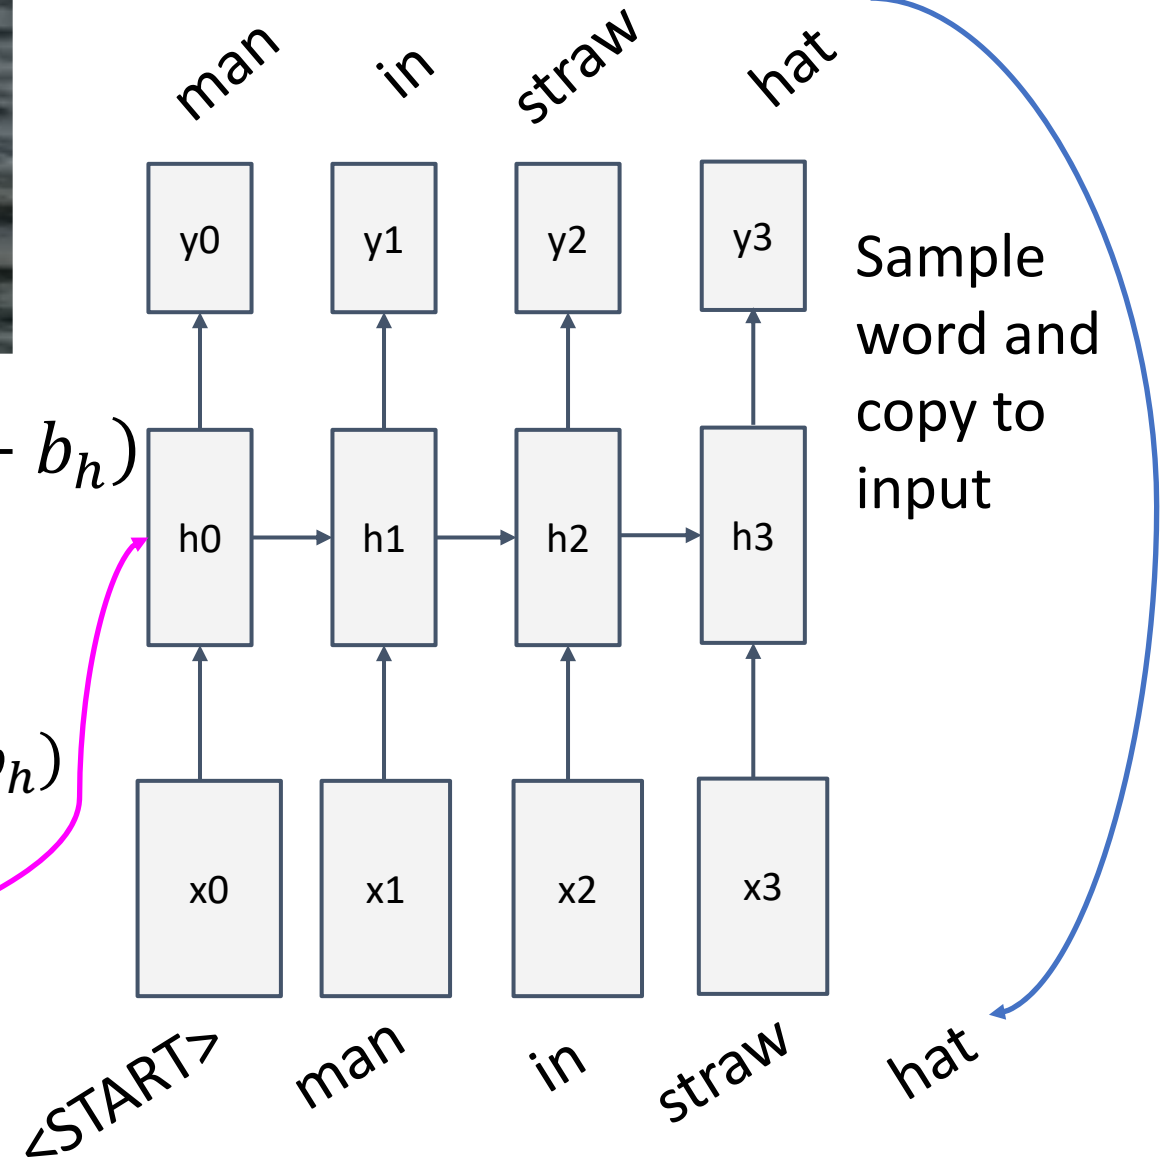 man in straw hat
y0 y1 y2 y3
Sample
word and
copy to
input
b_h)
h0 h1 h2 h3
h)
x0 x1 x2 x3
<START> man in straw hat